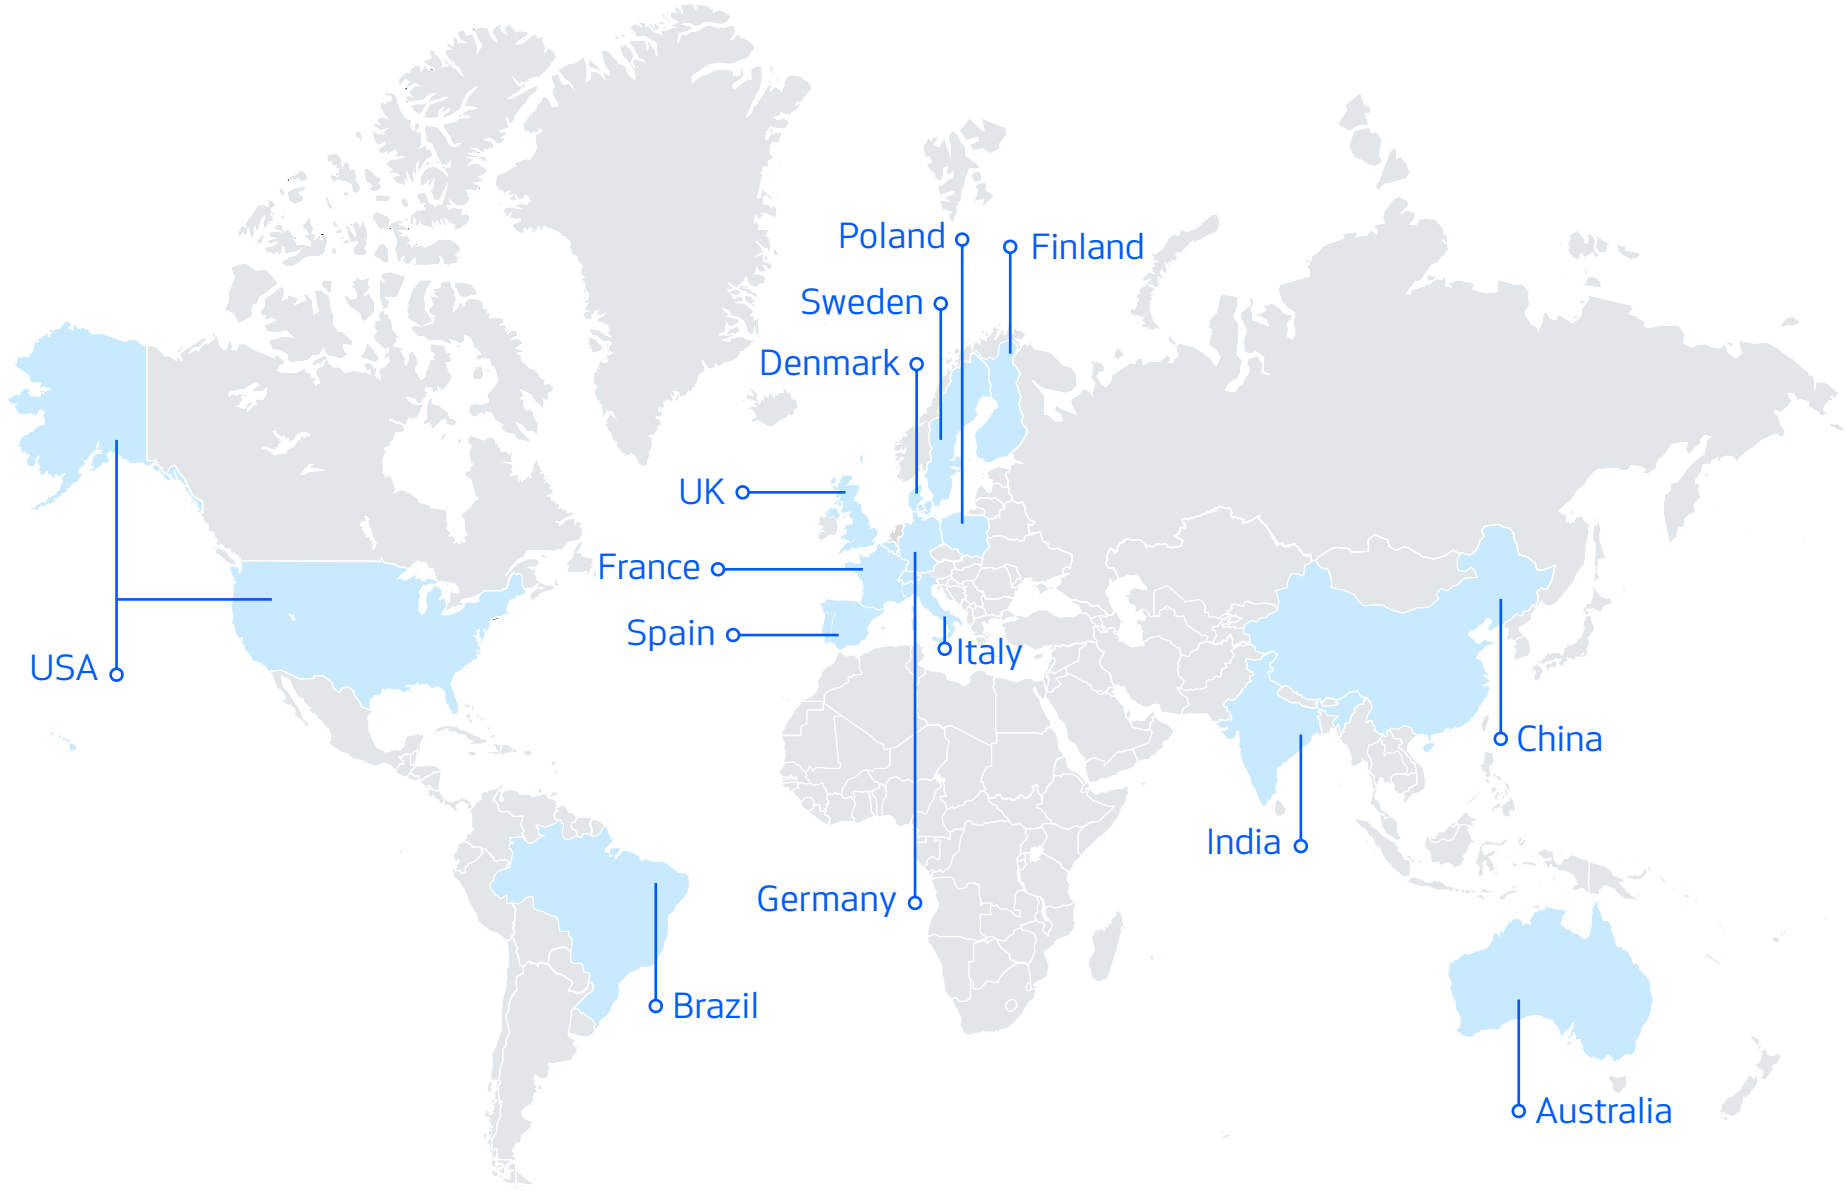 Poland
Finland
Sweden
Denmark
UK
France
Spain
Italy
USA
China
India
Germany
Brazil
Australia